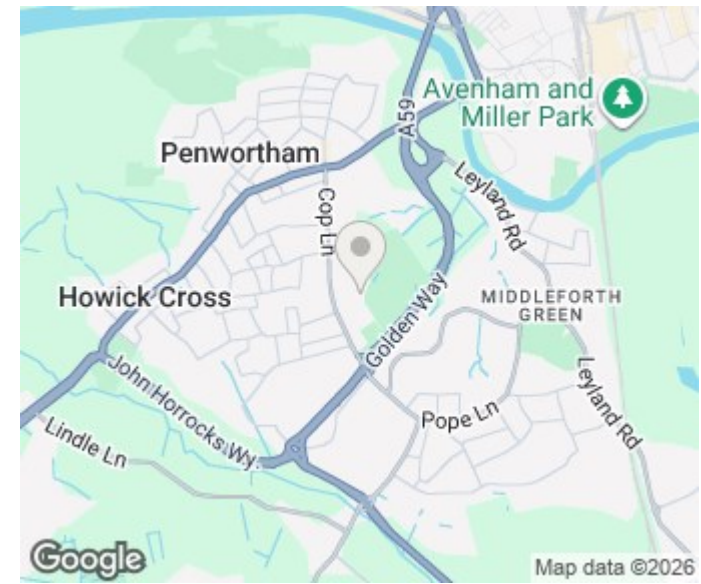 Avenham and
Miller Park
A59
Penwortham
Leyland Rd
Cop Ln
Howick Cross
MIDDLEFORTH
GREEN
Golden Way
John Horrocks Wy.
Leyland Rd
Pope Ln
Lindle Ln
Google
Map data ©2026